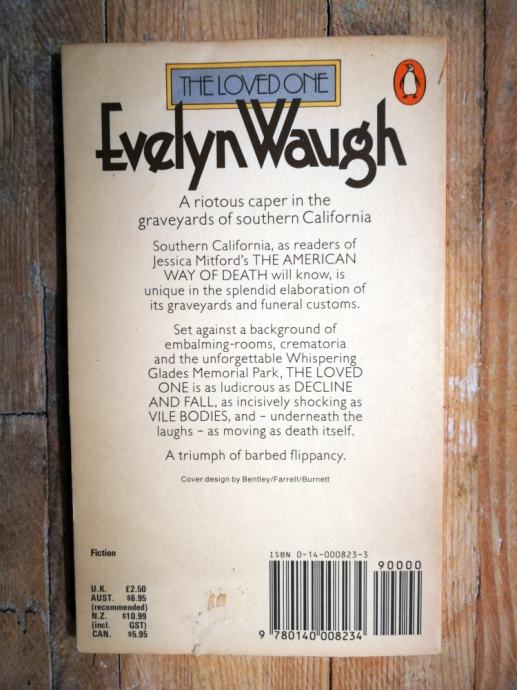 THE LOVED ONE
Evelyn Waugh
A riotous caper in the
graveyards of southern California
Southern California, as readers of
Jessica Mitford's THE AMERICAN
WAY OF DEATH will know, is
unique in the splendid elaboration of
its graveyards and funeral customs.
Set against a background of
embalming-rooms, crematoria
and the unforgettable Whispering
Glades Memorial Park, THE LOVED
ONE is as ludicrous as DECLINE
AND FALL, as incisively shocking as
VILE BODIES, and – underneath the
laughs – as moving as death itself.
A triumph of barbed flippancy.
Cover design by Bentley/Farrell/Burnett
Fiction
U.K. £2.50
AUST. $6.95
(recommended)
N.Z. $10.99
(incl. GST)
CAN. $5.95
ISBN 0-14-000823-3
90000
9 780140 008234